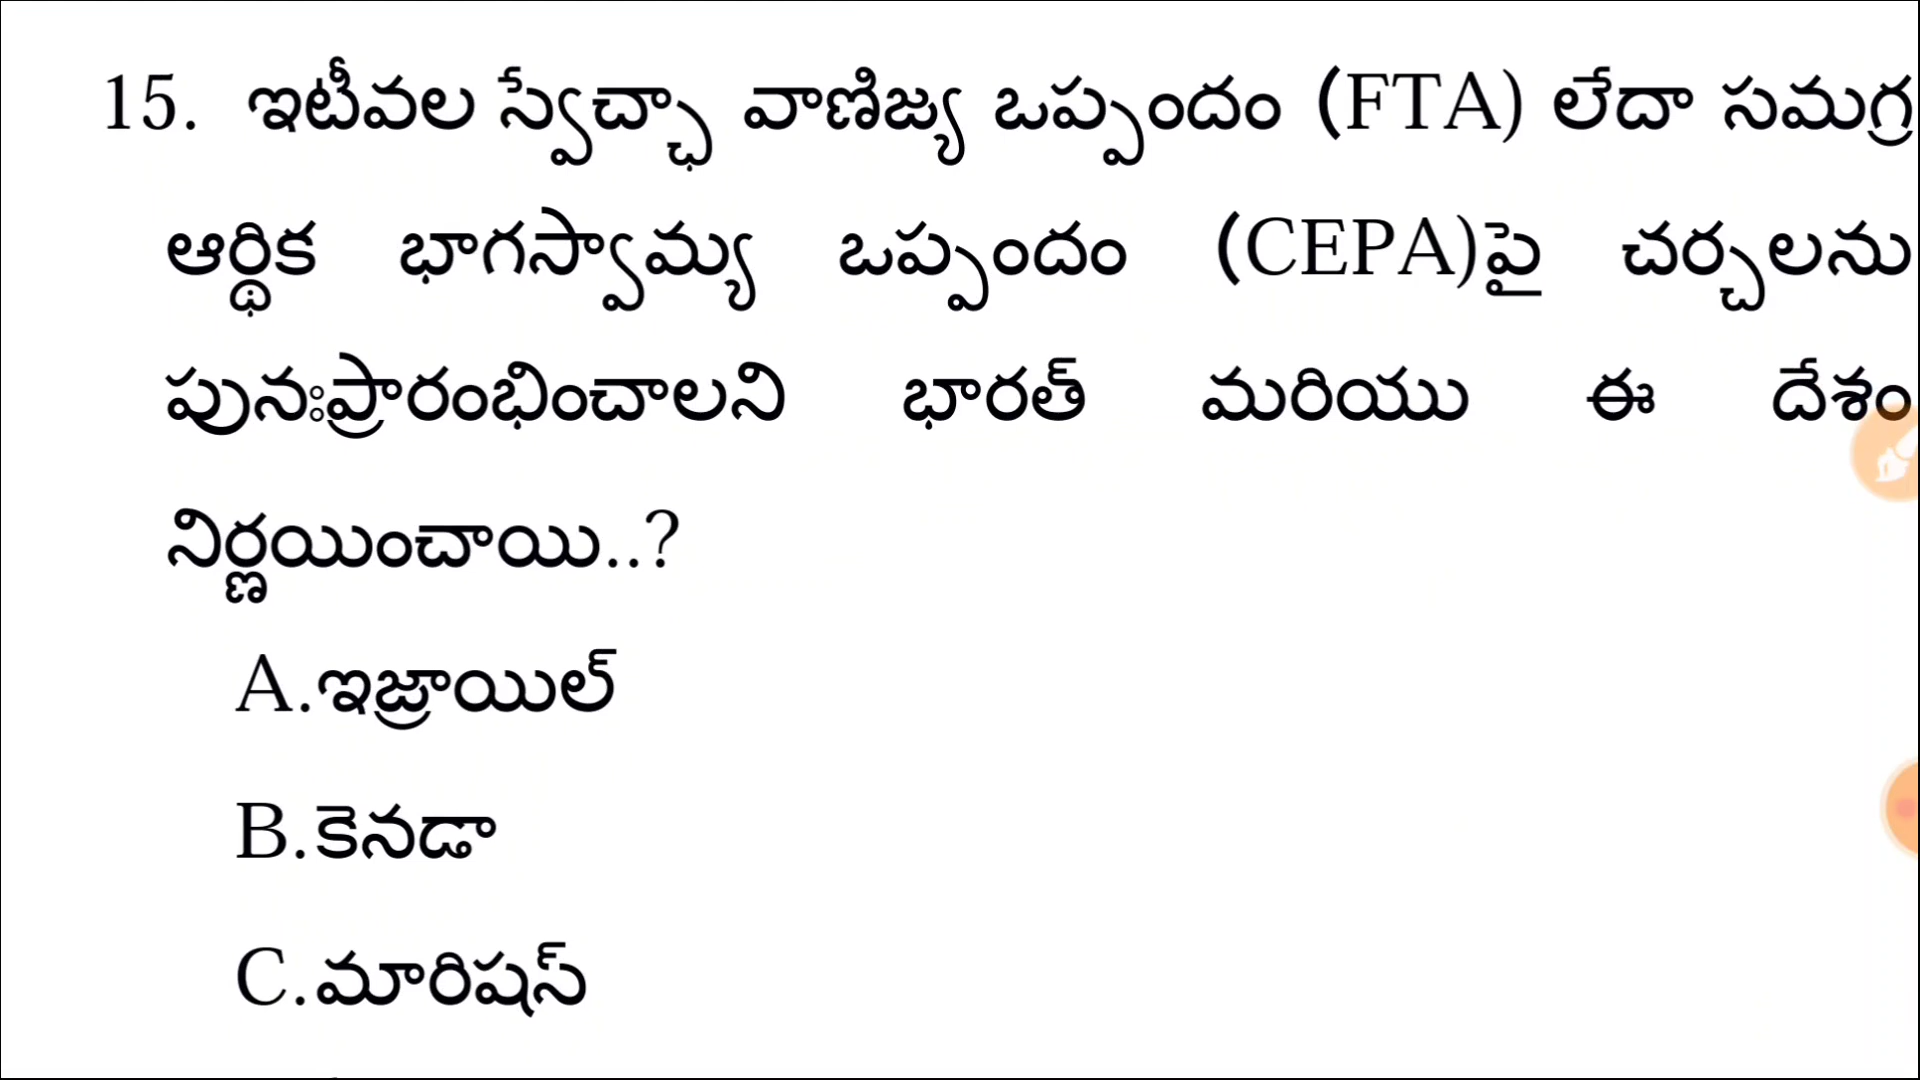 15. ఇటీవల స్వేచ్ఛా వాణిజ్య ఒప్పందం (FTA) లేదా సమగ్ర
ఆర్థిక భాగస్వామ్య ఒప్పందం (CEPA)పై చర్చలను
పునఃప్రారంభించాలని భారత్ మరియు ఈ దేశం
నిర్ణయించాయి..?
A.ఇజ్రాయిల్
B.కెనడా
C.మారిషస్